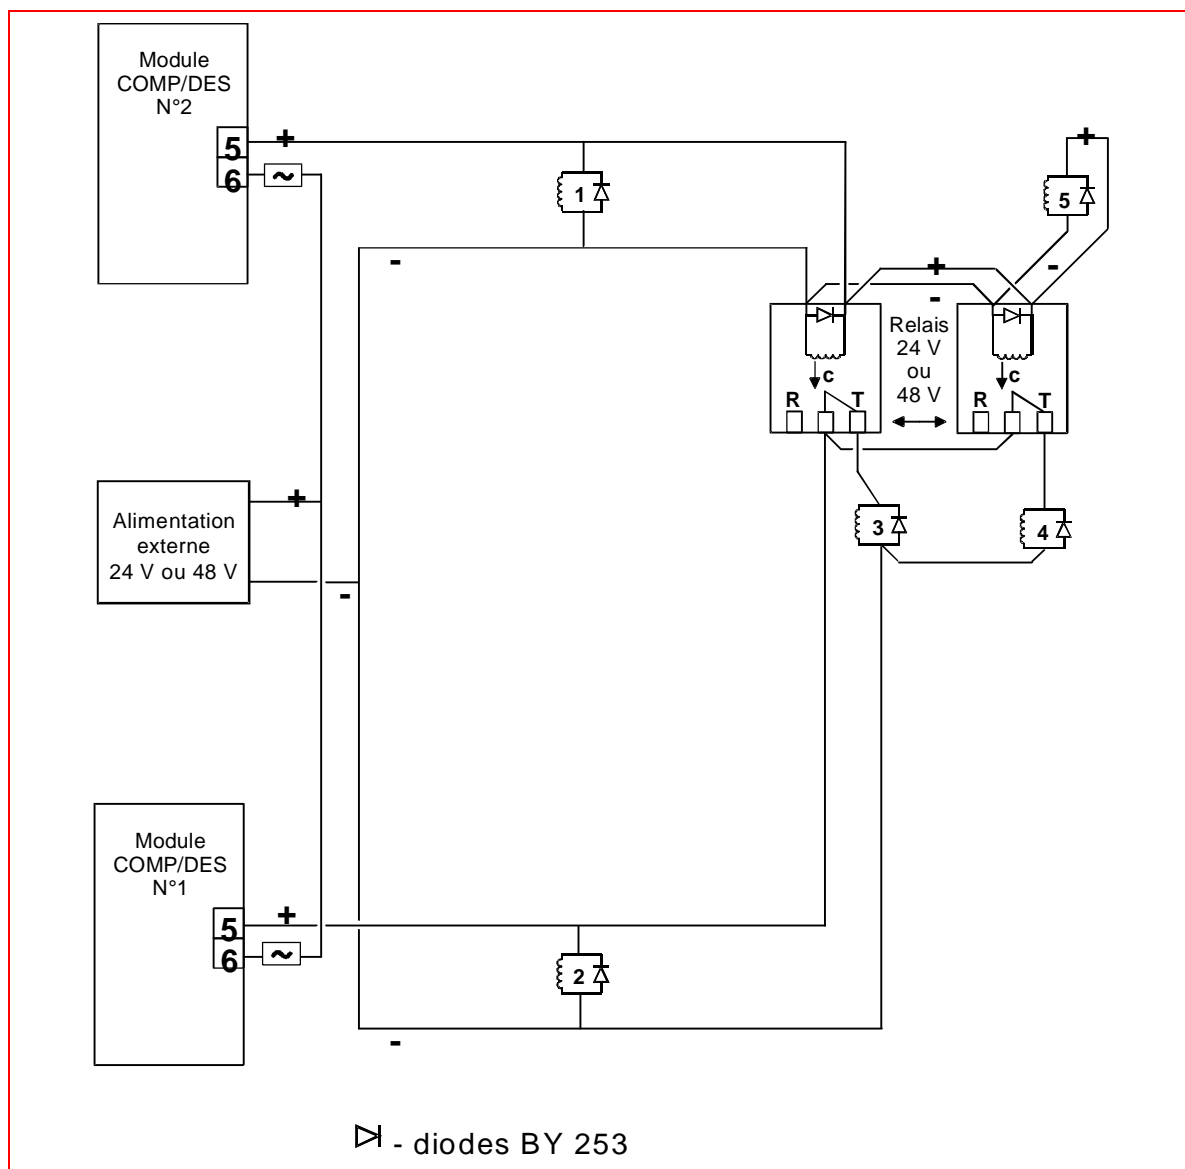 Module
COMP/DES
N°2
5
+
6
~
1
-
+
5
-
+
-
Relais
24 V
ou
48 V
c
R
T
c
R
T
3
4
Alimentation
externe
24 V ou 48 V
+
-
Module
COMP/DES
N°1
5
+
6
~
2
-
- diodes BY 253